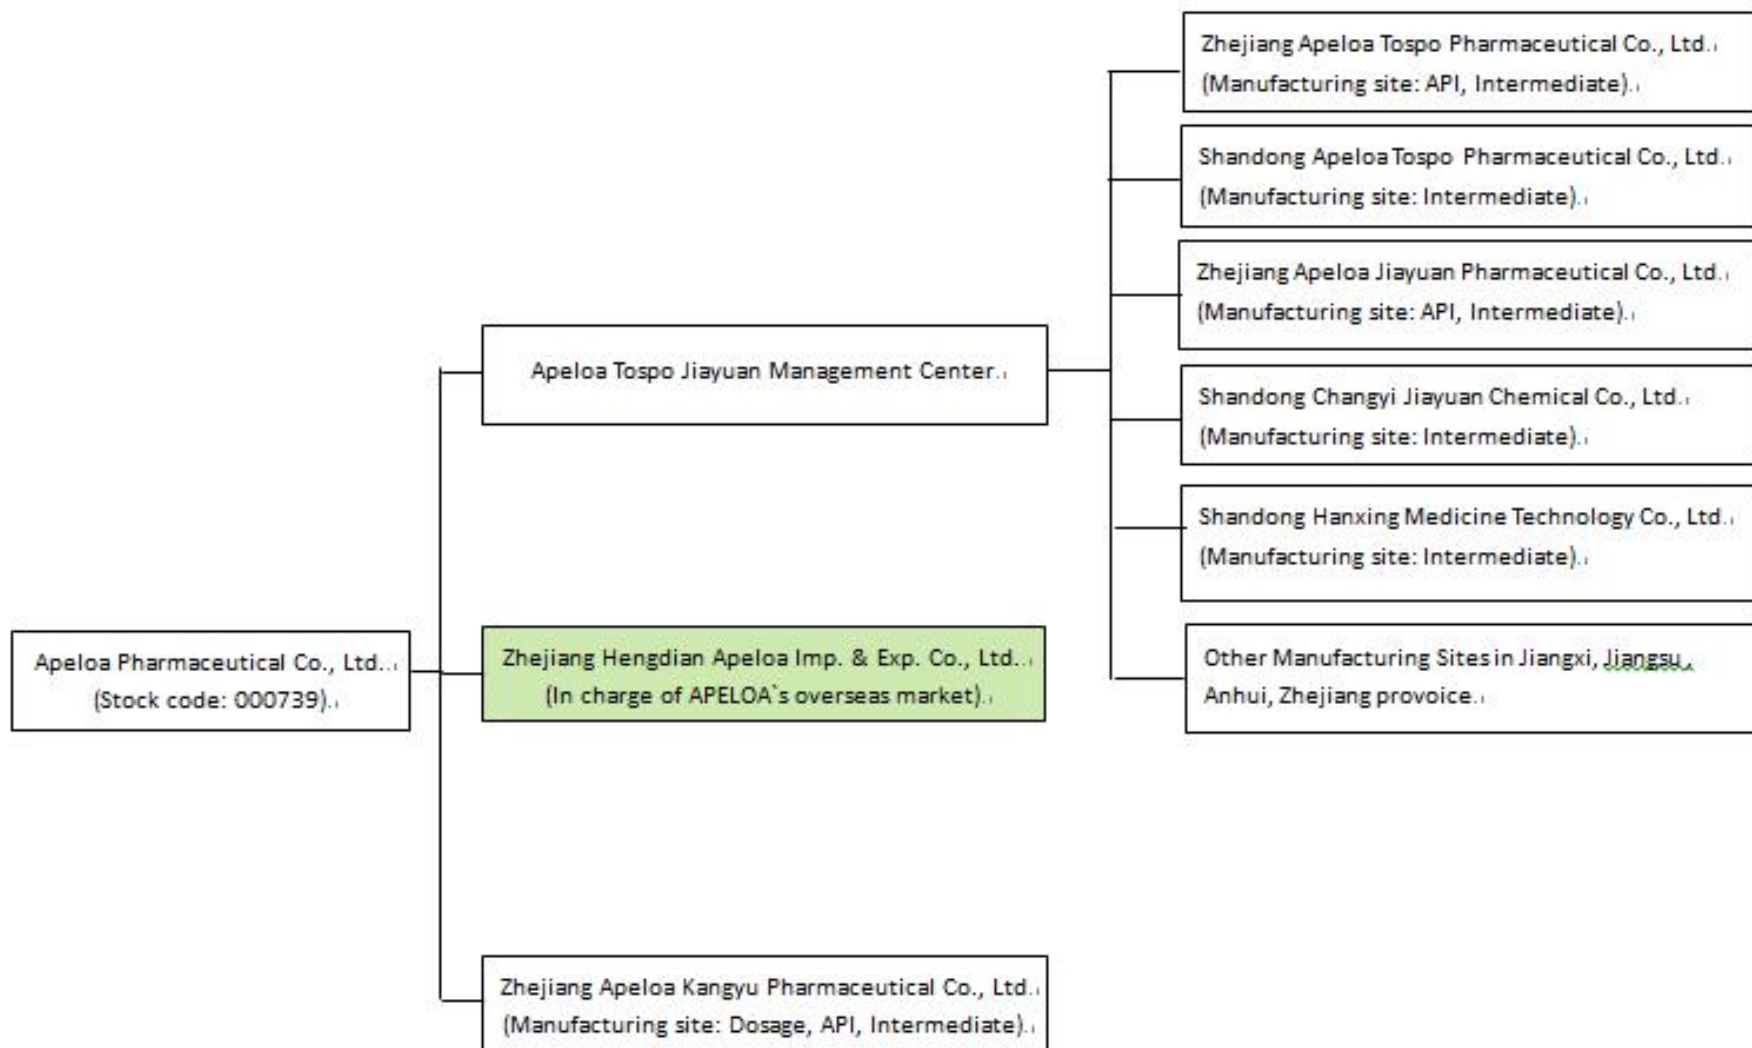 Zhejiang Apeloa Tospo Pharmaceutical Co., Ltd.
(Manufacturing site: API, Intermediate).
Shandong Apeloa Tospo Pharmaceutical Co., Ltd.
(Manufacturing site: Intermediate).
Zhejiang Apeloa Jiayuan Pharmaceutical Co., Ltd.
(Manufacturing site: API, Intermediate).
Apeloa Tospo Jiayuan Management Center.
Shandong Changyi Jiayuan Chemical Co., Ltd.
(Manufacturing site: Intermediate).
Shandong Hanxing Medicine Technology Co., Ltd.
(Manufacturing site: Intermediate).
Apeloa Pharmaceutical Co., Ltd..
(Stock code: 000739).
Zhejiang Hengdian Apeloa Imp. & Exp. Co., Ltd.
(In charge of APELOA`s overseas market).
Other Manufacturing Sites in Jiangxi, Jiangsu,
Anhui, Zhejiang provoice.
Zhejiang Apeloa Kangyu Pharmaceutical Co., Ltd.
(Manufacturing site: Dosage, API, Intermediate).